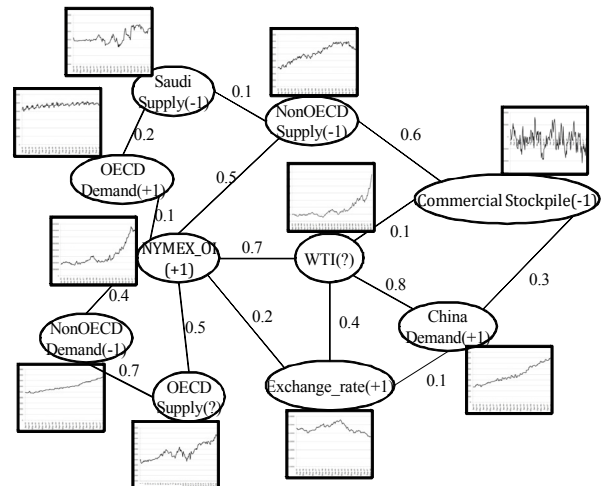 Saudi
Supply(-1)
0.1
NonOECD
Supply(-1)
0.2
0.6
OECD
Demand(+1)
0.5
Commercial Stockpile(-1)
0.1
0.1
NYMEX_OI
(+1)
0.7
WTI(?)
0.3
0.8
0.4
0.2
0.4
China
Demand(+1)
NonOECD
Demand(-1)
0.5
0.7
OECD
Supply(?)
Exchange_rate(+1)
0.1